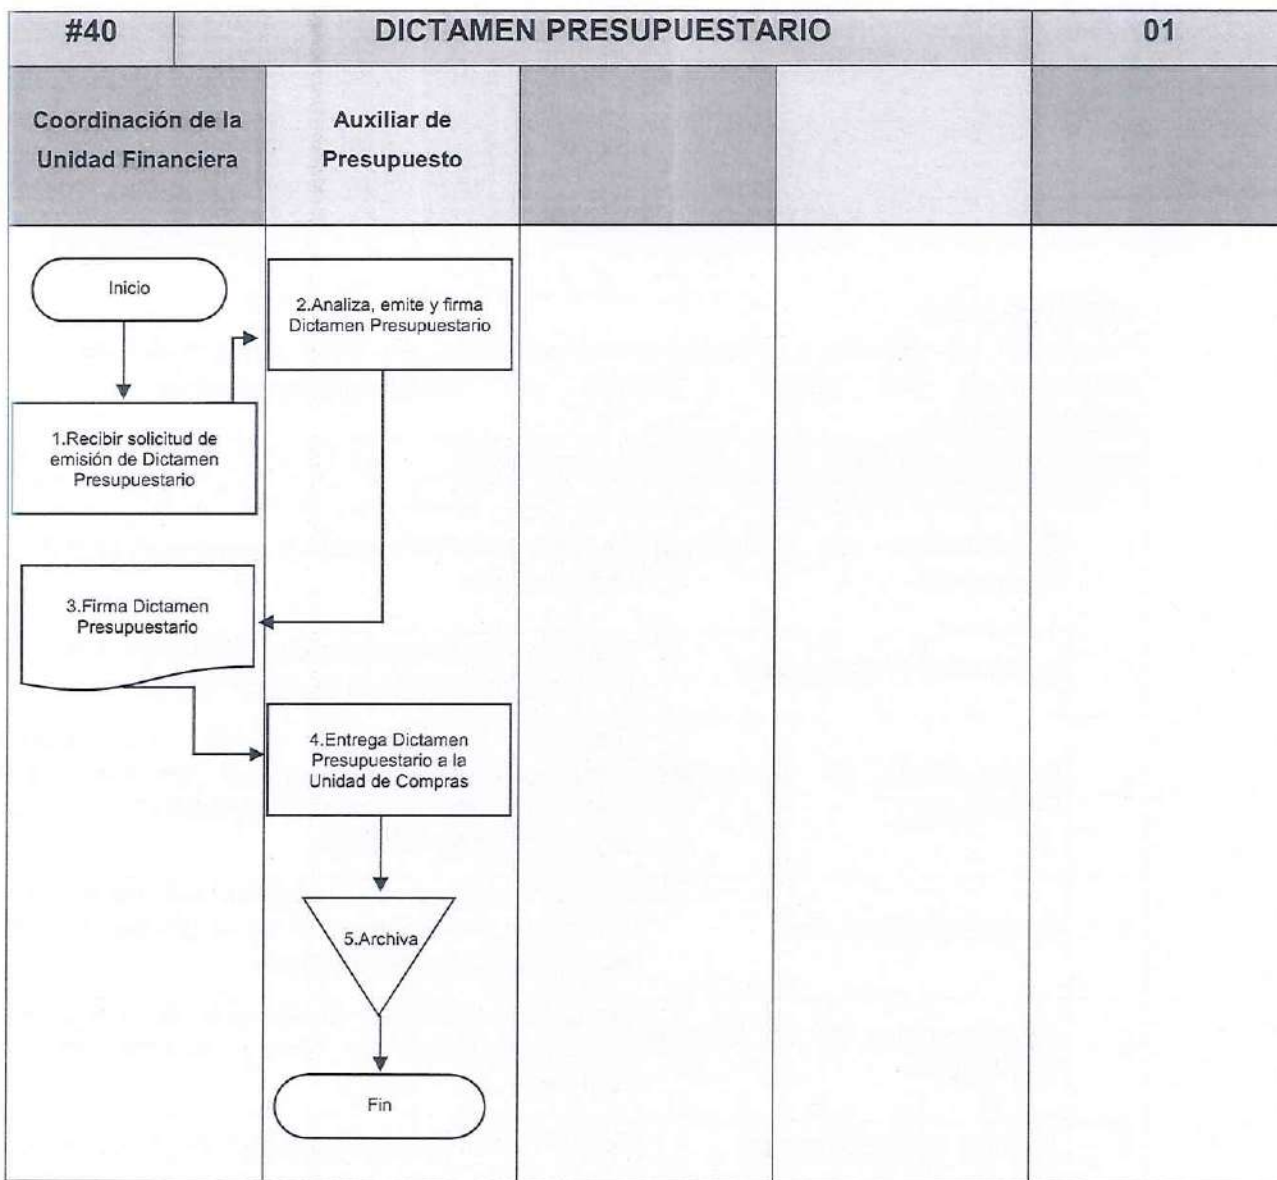 #40
DICTAMEN PRESUPUESTARIO
01
Coordinación de la
Unidad Financiera
Auxiliar de
Presupuesto
Inicio
2.Analiza, emite y firma
Dictamen Presupuestario
1.Recibir solicitud de
emisión de Dictamen
Presupuestario
3.Firma Dictamen
Presupuestario
4.Entrega Dictamen
Presupuestario a la
Unidad de Compras
5.Archiva
Fin